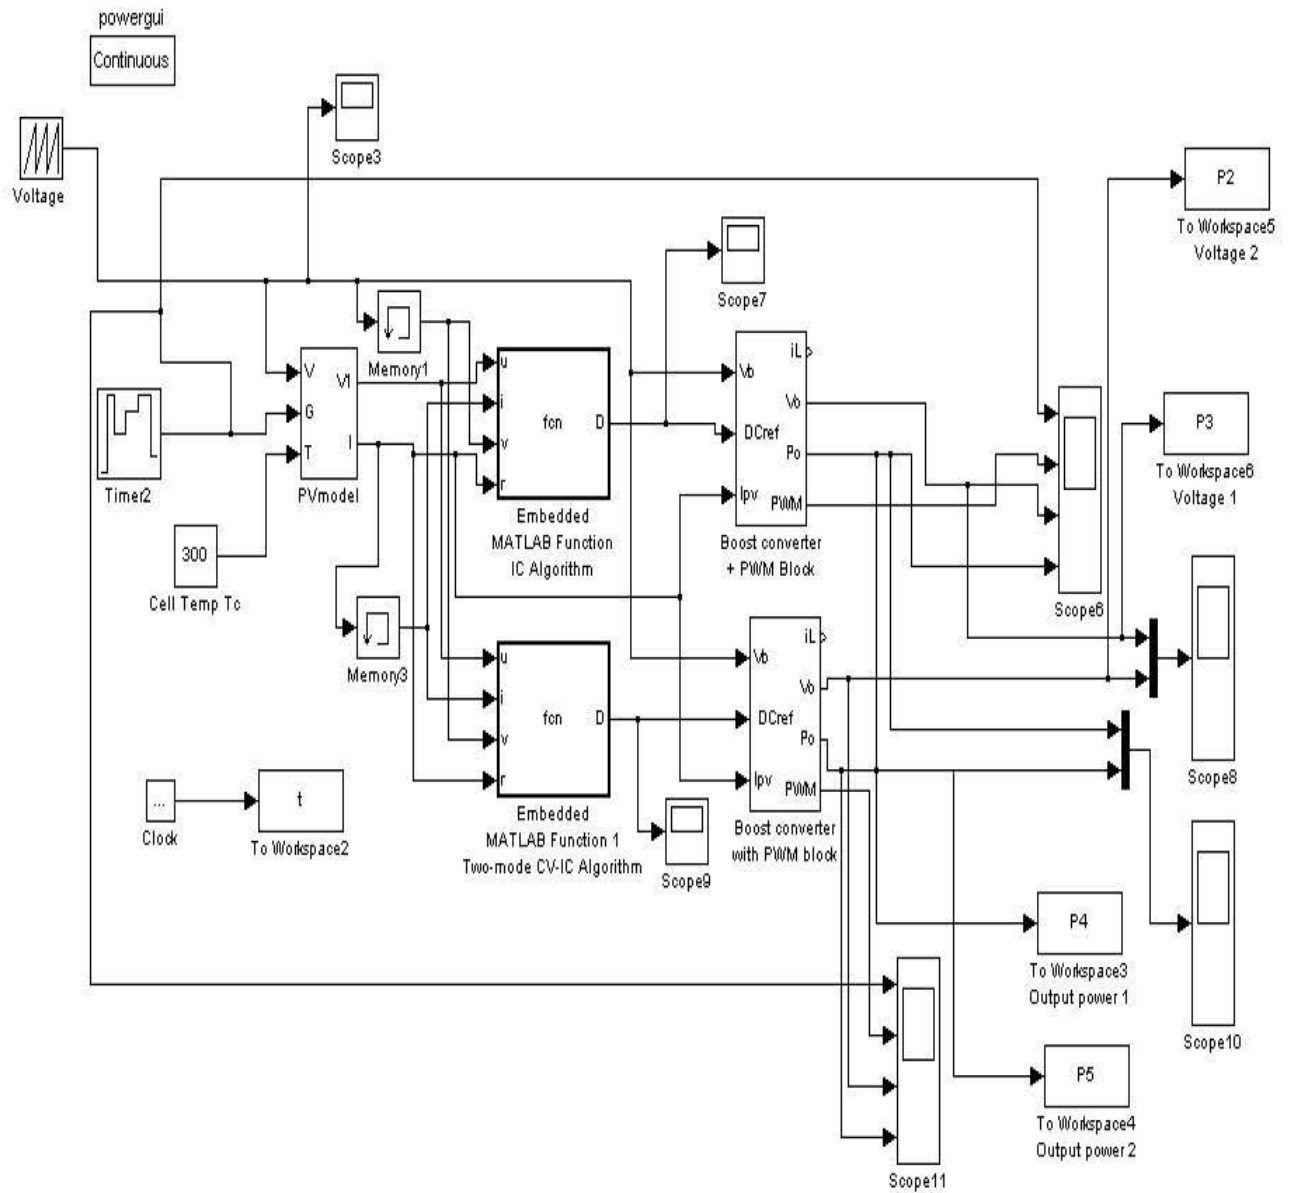 powergui
Continuous
Scope3
Voltage
P2
To Workspace5
Voltage 2
Scope7
Memory1
V
G
T
V1
I
PVmodel
Timer2
300
Cell Temp Tc
u
i
v
r
fcn
D
Embedded
MATLAB Function
IC Algorithm
Vb
DCref
Ipv
iL
Vo
Po
PWM
Boost converter
+ PWM Block
Scope6
P3
To Workspace6
Voltage 1
Memory3
u
i
v
r
fcn
D
Embedded
MATLAB Function 1
Two-mode CV-IC Algorithm
Vb
DCref
Ipv
iL
Vo
Po
PWM
Boost converter
with PWM block
Scope8
...
Clock
t
To Workspace2
Scope9
P4
To Workspace3
Output power 1
Scope10
P5
To Workspace4
Output power 2
Scope11